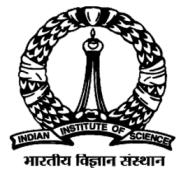 INDIAN INSTITUTE OF SCIENCE
भारतीय विज्ञान संस्थान